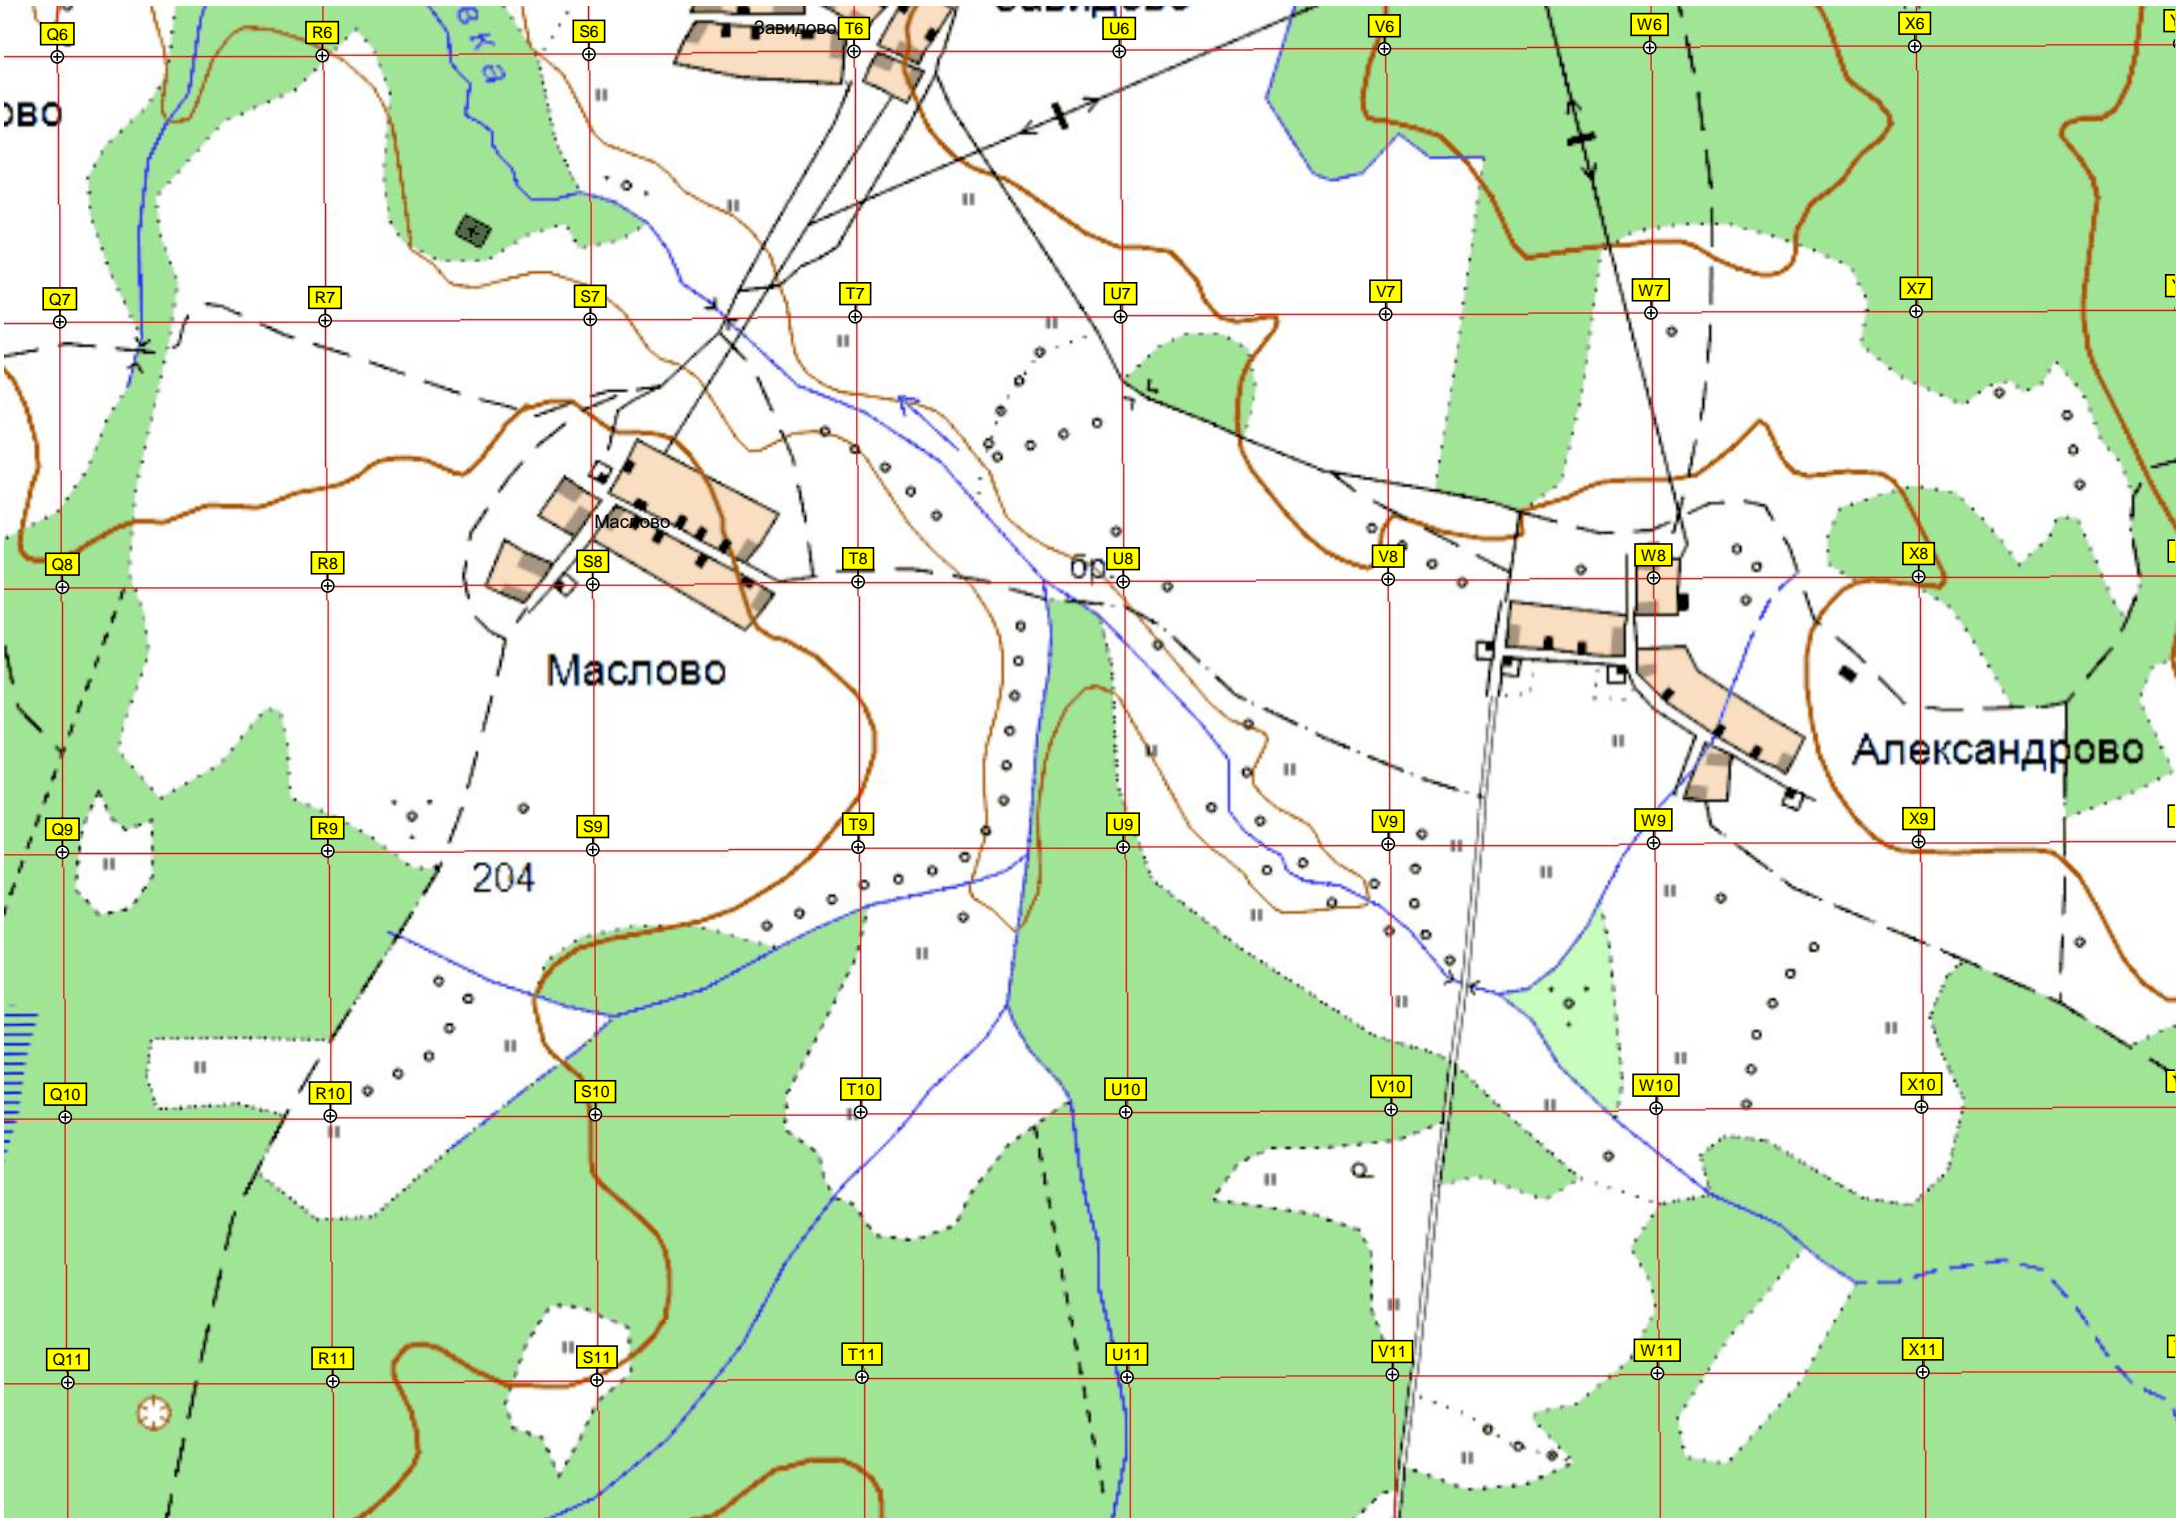 Q6 R6 S6 Завидово T6 U6 V6 W6 X6
вка
ово
Q7 R7 S7 T7 U7 V7 W7 X7
Маслово
Q8 R8 S8 T8 бр. U8 V8 W8 X8
Маслово
Александрово
Q9 R9 S9 T9 U9 V9 W9 X9
204
Q10 R10 S10 T10 U10 V10 W10 X10
Q11 R11 S11 T11 U11 V11 W11 X11